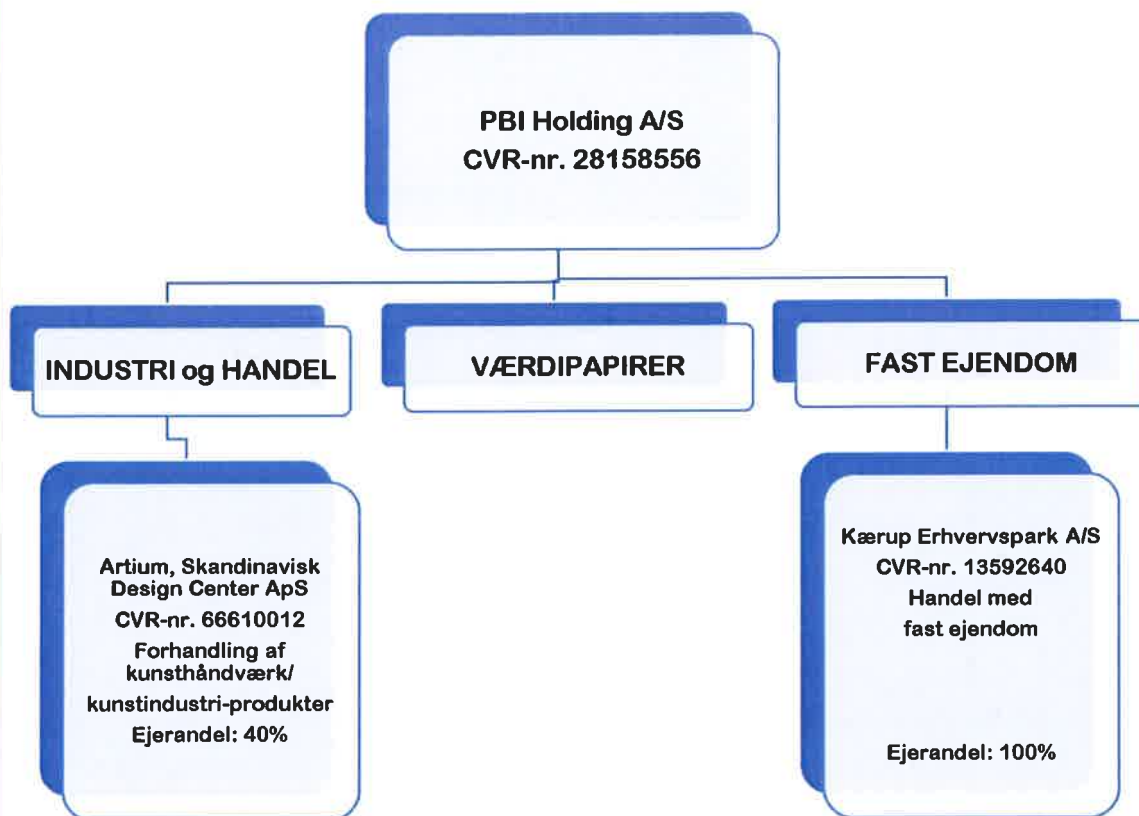 PBI Holding A/S
CVR-nr. 28158556
INDUSTRI og HANDEL
VÆRDIPAPIRER
FAST EJENDOM
Artium, Skandinavisk
Design Center ApS
CVR-nr. 66610012
Forhandling af
kunsthåndværk/
kunstindustri-produkter
Ejerandel: 40%
Kærup Erhvervspark A/S
CVR-nr. 13592640
Handel med
fast ejendom
Ejerandel: 100%